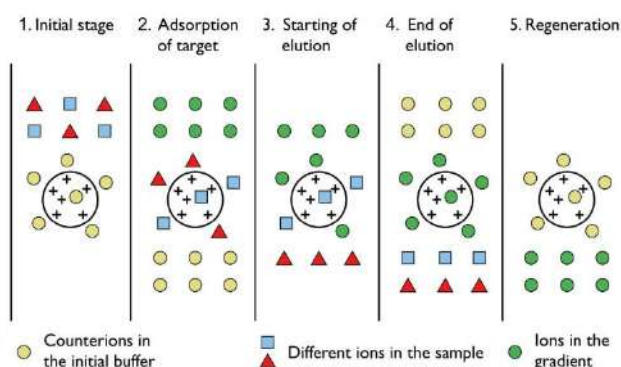 1. Initial stage
2. Adsorption
of target
3. Starting of
elution
4. End of
elution
5. Regeneration
+ + + + + + +
+ + + + + + +
+ + + + + + +
+ + + + + + +
+ + + + + + +
Counterions in
the initial buffer
Different ions in the sample
Ions in the
gradient